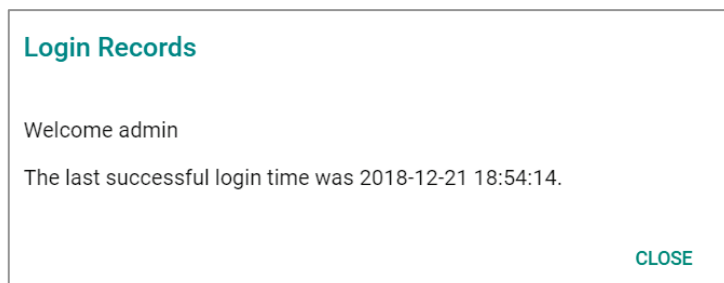 Login Records
Welcome admin
The last successful login time was 2018-12-21 18:54:14.
CLOSE